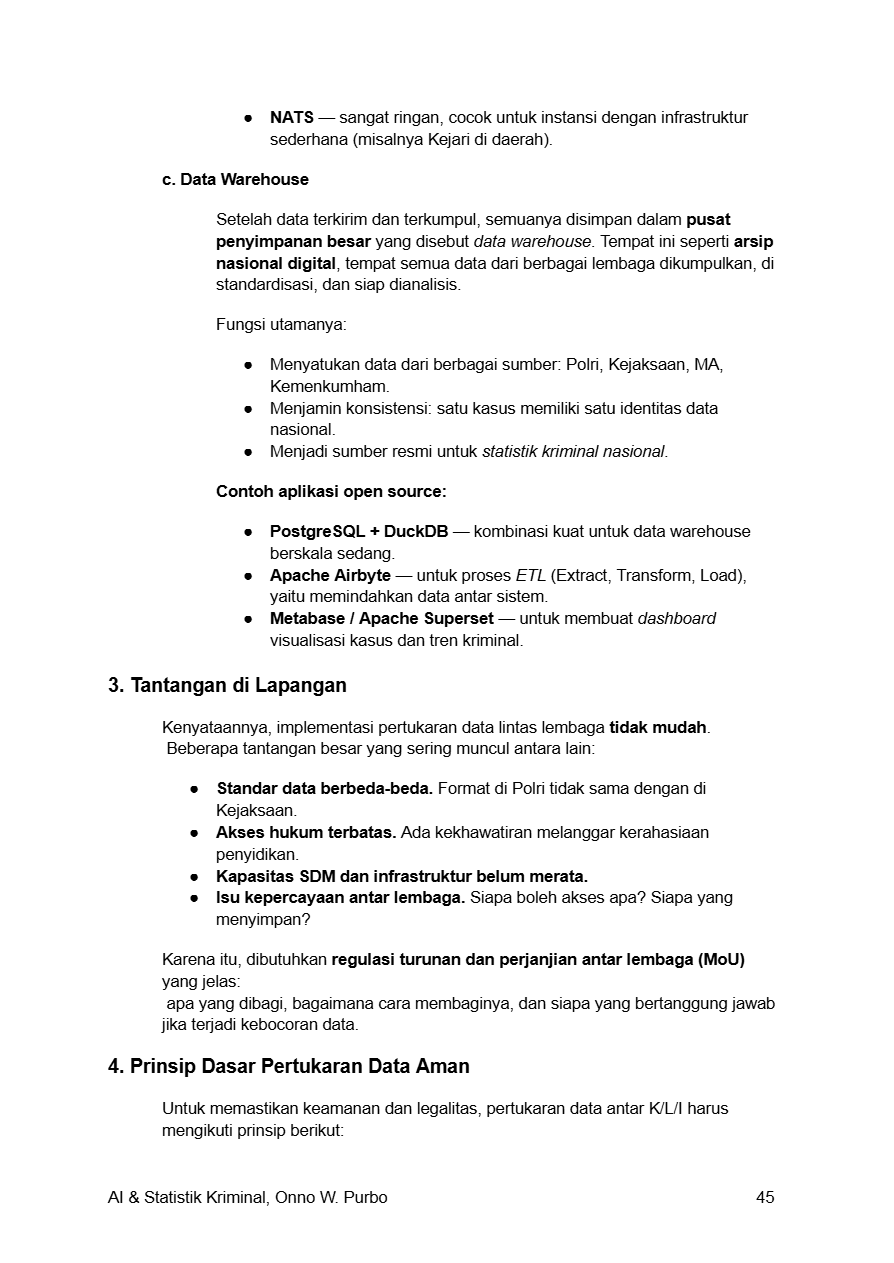 ● NATS — sangat ringan, cocok untuk instansi dengan infrastruktur
sederhana (misalnya Kejari di daerah).
c. Data Warehouse
Setelah data terkirim dan terkumpul, semuanya disimpan dalam pusat
penyimpanan besar yang disebut data warehouse. Tempat ini seperti arsip
nasional digital, tempat semua data dari berbagai lembaga dikumpulkan, di
standardisasi, dan siap dianalisis.
Fungsi utamanya:
● Menyatukan data dari berbagai sumber: Polri, Kejaksaan, MA,
Kemenkumham.
● Menjamin konsistensi: satu kasus memiliki satu identitas data
nasional.
● Menjadi sumber resmi untuk statistik kriminal nasional.
Contoh aplikasi open source:
● PostgreSQL + DuckDB — kombinasi kuat untuk data warehouse
berskala sedang.
● Apache Airbyte — untuk proses ETL (Extract, Transform, Load),
yaitu memindahkan data antar sistem.
● Metabase / Apache Superset — untuk membuat dashboard
visualisasi kasus dan tren kriminal.
3. Tantangan di Lapangan
Kenyataannya, implementasi pertukaran data lintas lembaga tidak mudah.
Beberapa tantangan besar yang sering muncul antara lain:
● Standar data berbeda-beda. Format di Polri tidak sama dengan di
Kejaksaan.
● Akses hukum terbatas. Ada kekhawatiran melanggar kerahasiaan
penyidikan.
● Kapasitas SDM dan infrastruktur belum merata.
● Isu kepercayaan antar lembaga. Siapa boleh akses apa? Siapa yang
menyimpan?
Karena itu, dibutuhkan regulasi turunan dan perjanjian antar lembaga (MoU)
yang jelas:
apa yang dibagi, bagaimana cara membaginya, dan siapa yang bertanggung jawab
jika terjadi kebocoran data.
4. Prinsip Dasar Pertukaran Data Aman
Untuk memastikan keamanan dan legalitas, pertukaran data antar K/L/I harus
mengikuti prinsip berikut:
AI & Statistik Kriminal, Onno W. Purbo 45